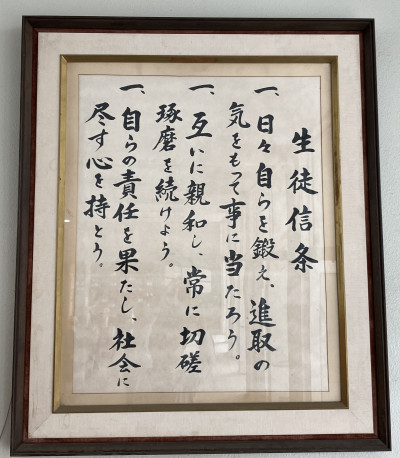 生徒信条
一、日々自らを鍛え、進取の
気をもって事に当たろう。
一、互いに親和し、常に切磋
琢磨を続けよう。
一、自らの責任を果たし、社会に
尽す心を持とう。